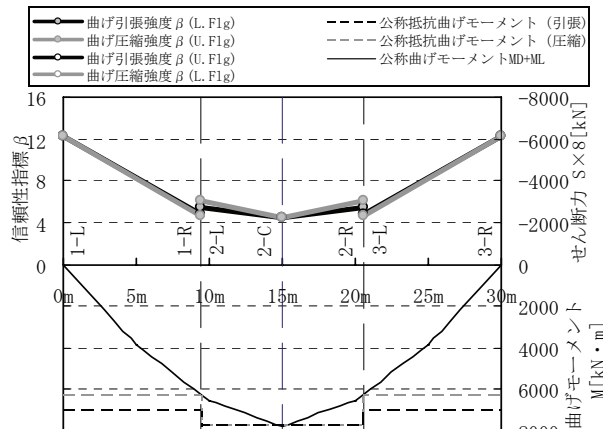 曲げ引張強度β(L.Flg)
曲げ圧縮強度β(U.Flg)
曲げ引張強度β(U.Flg)
曲げ圧縮強度β(L.Flg)
公称抵抗曲げモーメント(引張)
公称抵抗曲げモーメント(圧縮)
公称曲げモーメントMD+ML
16
12
8
4
0
信頼性指標β
-8000
-6000
-4000
-2000
0
せん断力 S×8[kN]
1-L
1-R
2-L
2-C
2-R
3-L
3-R
0m
5m
10m
15m
20m
25m
30m
2000
4000
6000
8000
曲げモーメント
M[kN・m]